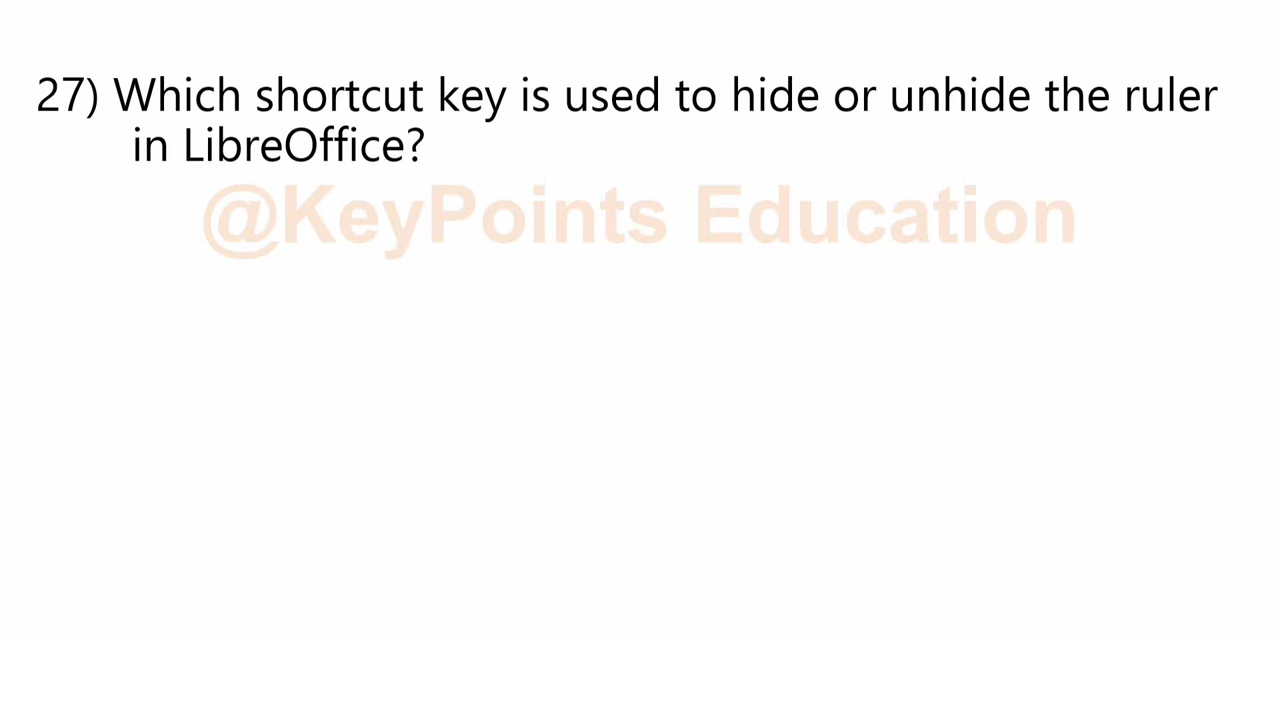 27) Which shortcut key is used to hide or unhide the ruler
in LibreOffice?
@KeyPoints Education